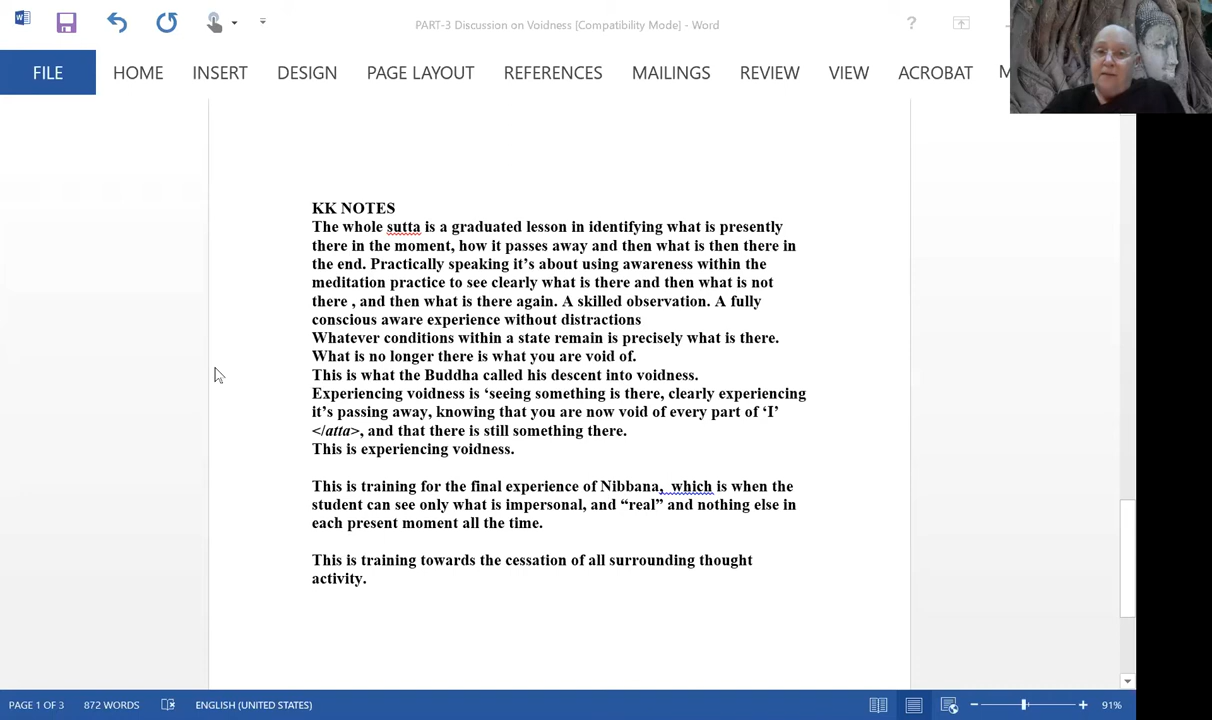 PART-3 Discussion on Voidness [Compatibility Mode] - Word
?
FILE HOME INSERT DESIGN PAGE LAYOUT REFERENCES MAILINGS REVIEW VIEW ACROBAT M
KK NOTES
The whole sutta is a graduated lesson in identifying what is presently
there in the moment, how it passes away and then what is then there in
the end. Practically speaking it’s about using awareness within the
meditation practice to see clearly what is there and then what is not
there , and then what is there again. A skilled observation. A fully
conscious aware experience without distractions
Whatever conditions within a state remain is precisely what is there.
What is no longer there is what you are void of.
This is what the Buddha called his descent into voidness.
Experiencing voidness is ‘seeing something is there, clearly experiencing
it’s passing away, knowing that you are now void of every part of ‘I’
</atta>, and that there is still something there.
This is experiencing voidness.
This is training for the final experience of Nibbana,  which is when the
student can see only what is impersonal, and “real” and nothing else in
each present moment all the time.
This is training towards the cessation of all surrounding thought
activity.
PAGE 1 OF 3 872 WORDS ENGLISH (UNITED STATES) 91%